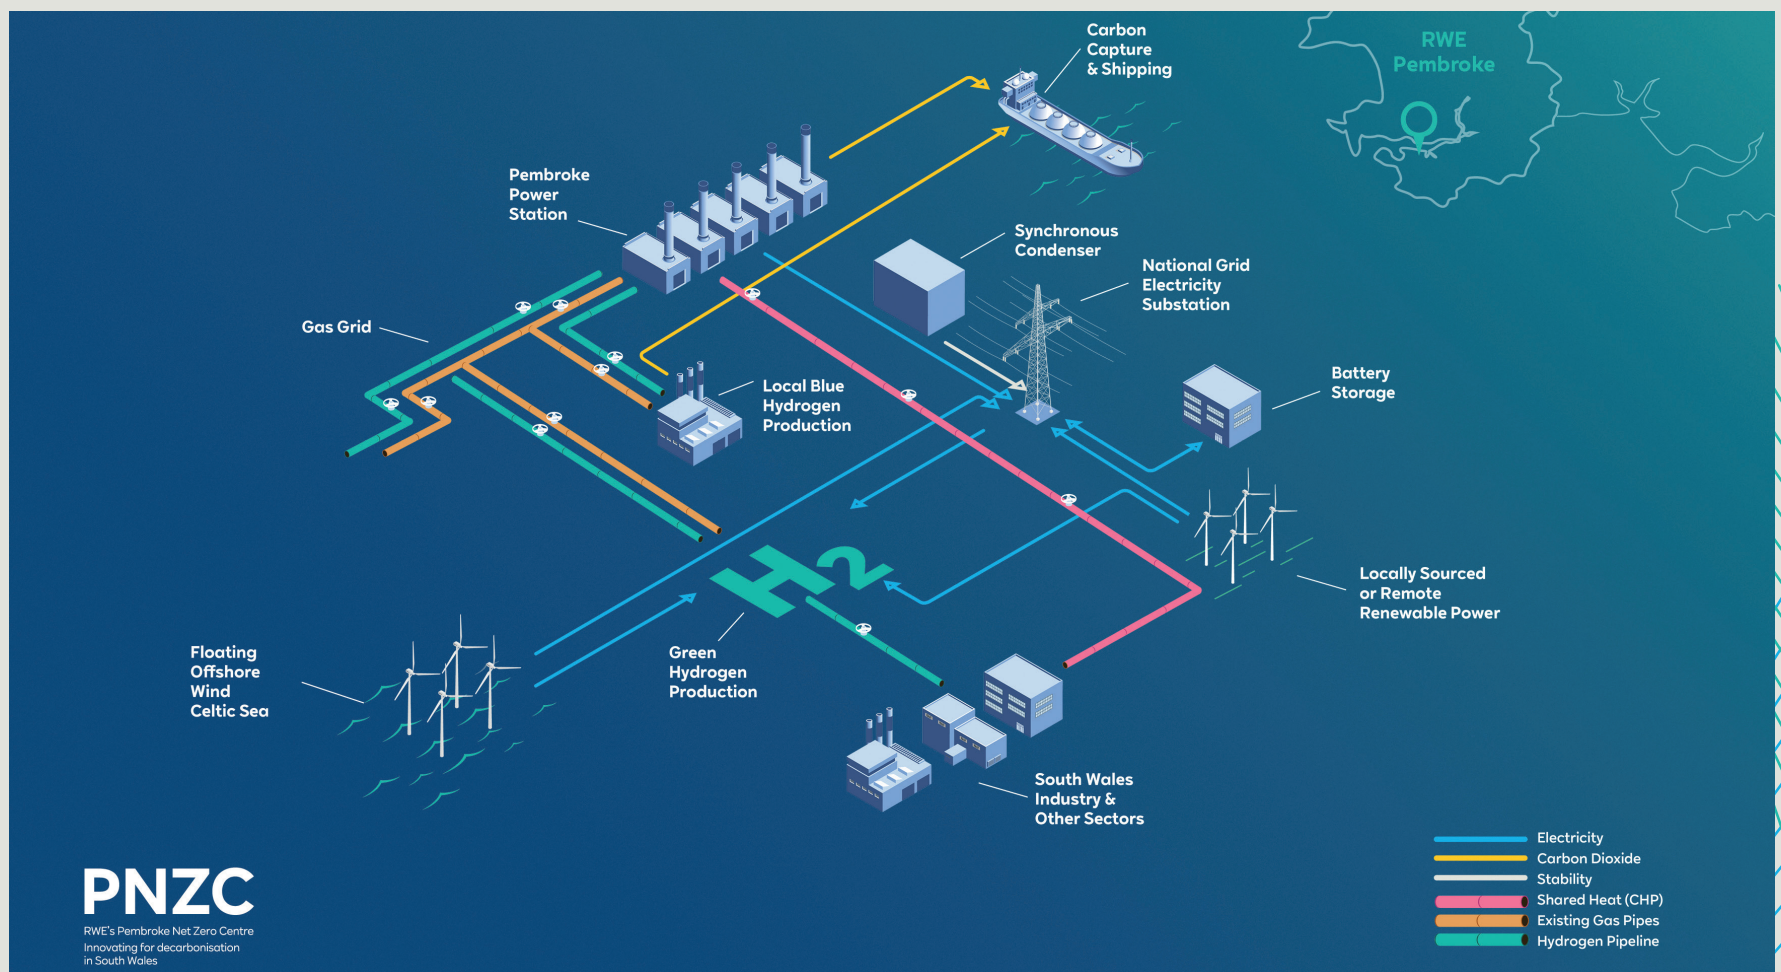 Carbon
Capture
& Shipping
RWE
Pembroke
Pembroke
Power
Station
Synchronous
Condenser
National Grid
Electricity
Substation
Gas Grid
Local Blue
Hydrogen
Production
Battery
Storage
Locally Sourced
or Remote
Renewable Power
H2
Green
Hydrogen
Production
Floating
Offshore
Wind
Celtic Sea
South Wales
Industry &
Other Sectors
PNZC
RWE's Pembroke Net Zero Centre
Innovating for decarbonisation
in South Wales
Electricity
Carbon Dioxide
Stability
Shared Heat (CHP)
Existing Gas Pipes
Hydrogen Pipeline